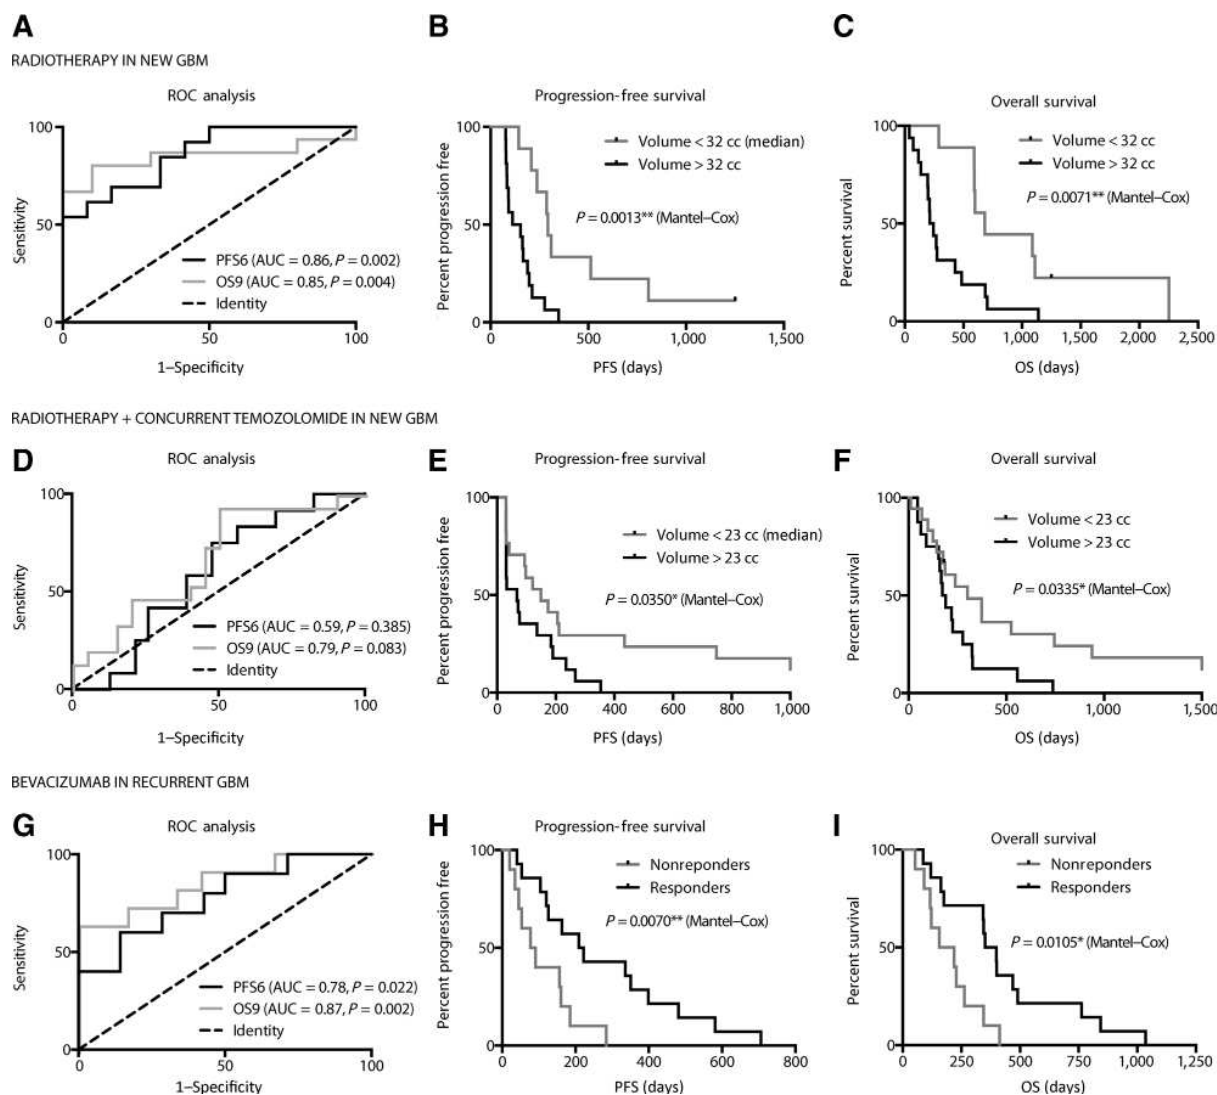 A
B
C
RADIOTHERAPY IN NEW GBM
ROC analysis
100
50
0
Sensitivity
PFS6 (AUC = 0.86, P = 0.002)
OS9 (AUC = 0.85, P = 0.004)
Identity
0
50
100
1–Specificity
Progression-free survival
100
50
0
Percent progression free
Volume < 32 cc (median)
Volume > 32 cc
P = 0.0013** (Mantel–Cox)
0
500
1,000
1,500
PFS (days)
Overall survival
100
50
0
Percent survival
Volume < 32 cc
Volume > 32 cc
P = 0.0071** (Mantel–Cox)
0
500
1,000
1,500
2,000
2,500
OS (days)
RADIOTHERAPY + CONCURRENT TEMOZOLOMIDE IN NEW GBM
D
E
F
ROC analysis
100
50
0
Sensitivity
PFS6 (AUC = 0.59, P = 0.385)
OS9 (AUC = 0.79, P = 0.083)
Identity
0
50
100
1–Specificity
Progression-free survival
100
50
0
Percent progression free
Volume < 23 cc (median)
Volume > 23 cc
P = 0.0350* (Mantel–Cox)
0
200
400
600
800
1,000
PFS (days)
Overall survival
100
50
0
Percent survival
Volume < 23 cc
Volume > 23 cc
P = 0.0335* (Mantel–Cox)
0
500
1,000
1,500
OS (days)
BEVACIZUMAB IN RECURRENT GBM
G
H
I
ROC analysis
100
50
0
Sensitivity
PFS6 (AUC = 0.78, P = 0.022)
OS9 (AUC = 0.87, P = 0.002)
Identity
0
50
100
1–Specificity
Progression-free survival
100
50
0
Percent progression free
Nonreponders
Responders
P = 0.0070** (Mantel–Cox)
0
200
400
600
800
PFS (days)
Overall survival
100
50
0
Percent survival
Nonreponders
Responders
P = 0.0105* (Mantel–Cox)
0
250
500
750
1,000
1,250
OS (days)